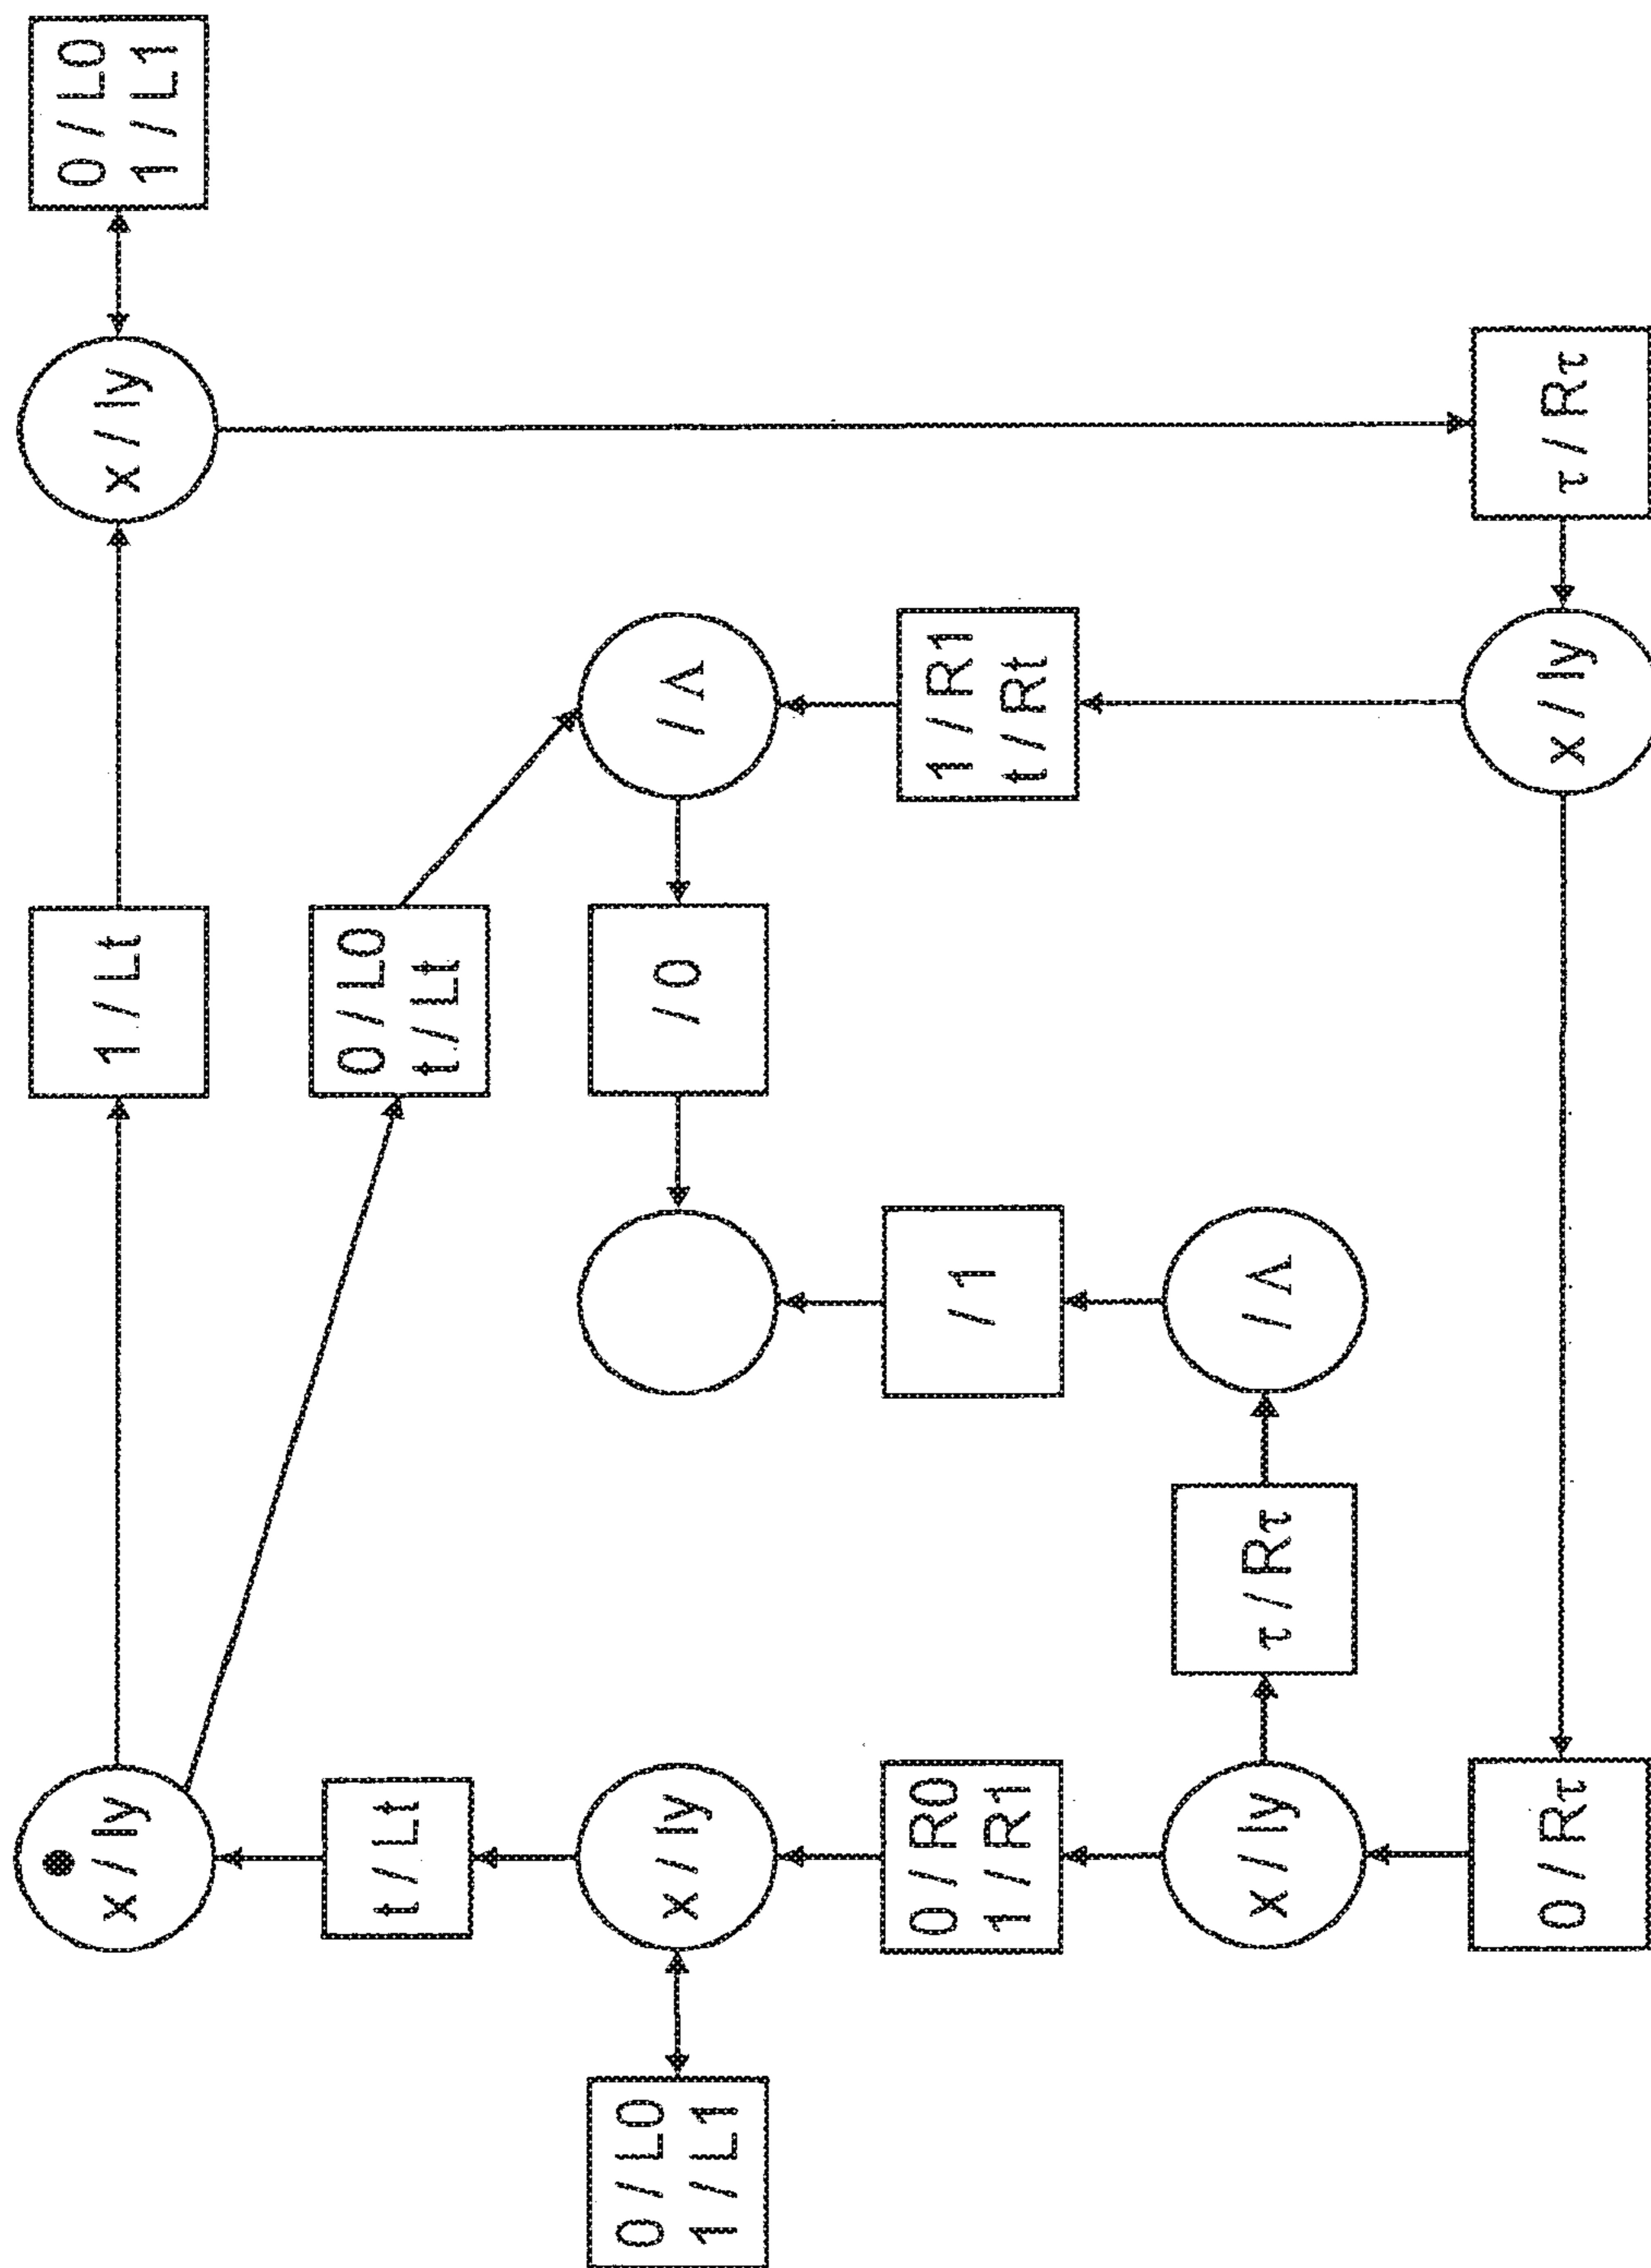 x / ly
1 / Lt
x / ly
0 / L0
1 / L1
t / Lt
0 / L0
t / Lt
0 / L0
1 / L1
x / ly
/ 0
/ Λ
0 / R0
1 / R1
/ 1
1 / R1
t / Rt
x / ly
τ / Rτ
/ Λ
0 / Rτ
x / ly
τ / Rτ